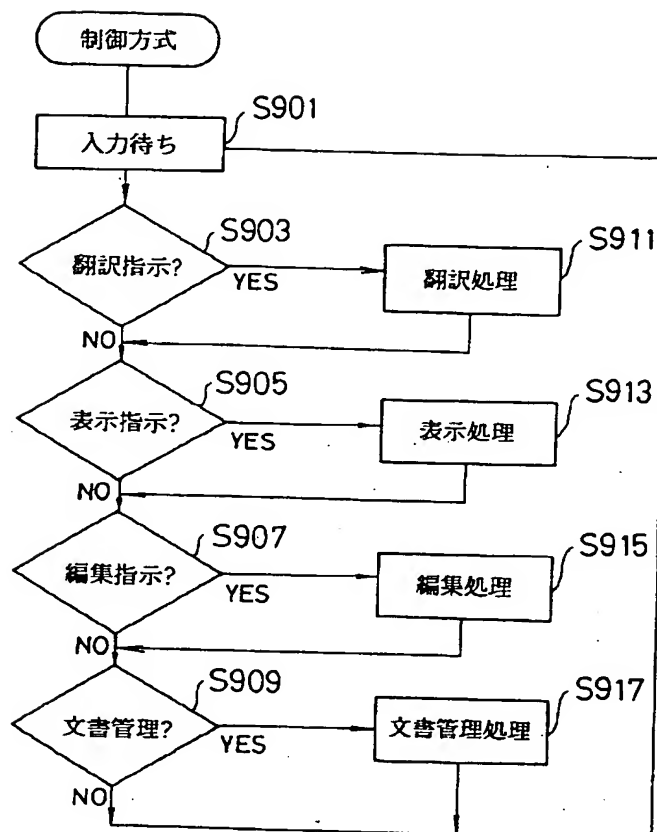 制御方式
S901
入力待ち
S903
翻訳指示?
YES
S911
翻訳処理
NO
S905
表示指示?
YES
S913
表示処理
NO
S907
編集指示?
YES
S915
編集処理
NO
S909
文書管理?
YES
S917
文書管理処理
NO